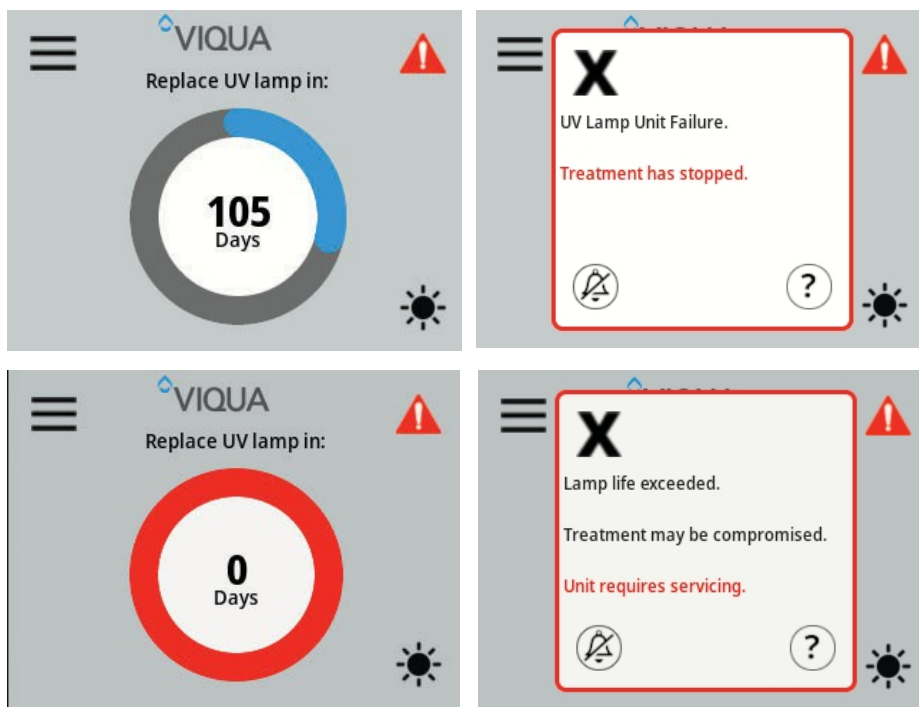 VIQUA
Replace UV lamp in:
105
Days
X
UV Lamp Unit Failure.
Treatment has stopped.
?
VIQUA
Replace UV lamp in:
0
Days
X
Lamp life exceeded.
Treatment may be compromised.
Unit requires servicing.
?